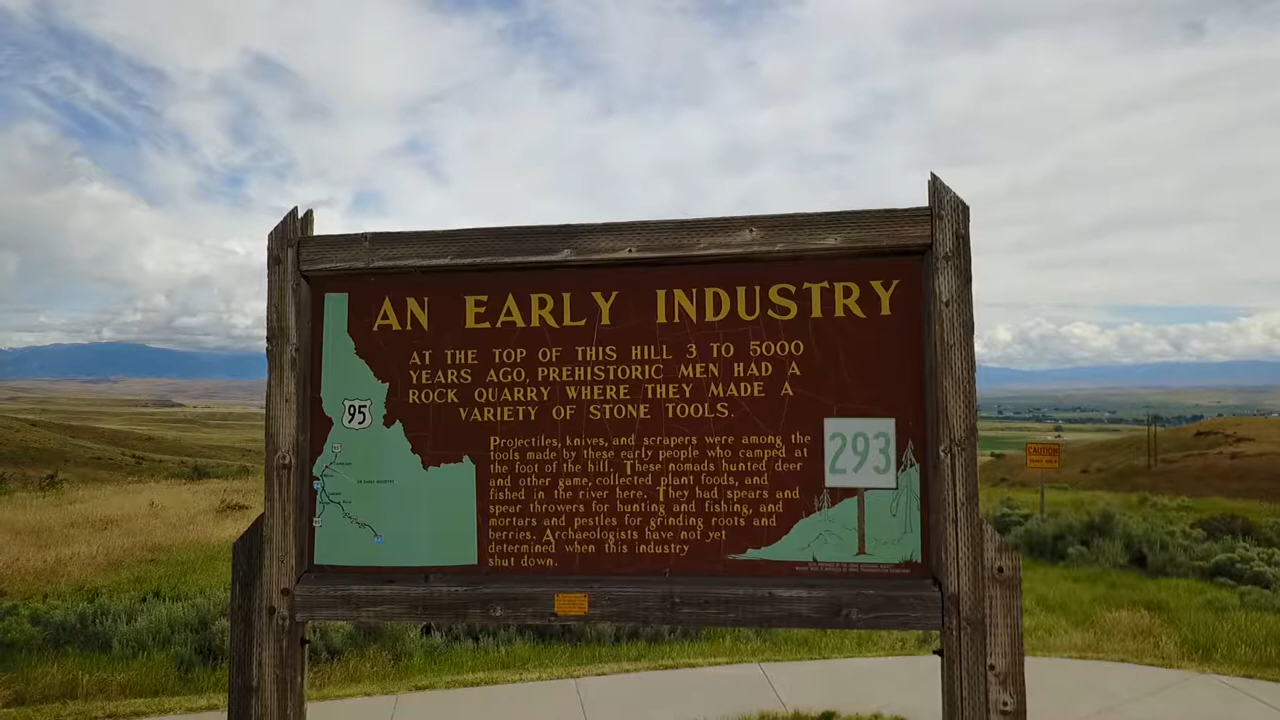 AN EARLY INDUSTRY
AT THE TOP OF THIS HILL 3 TO 5000
YEARS AGO, PREHISTORIC MEN HAD A
ROCK QUARRY WHERE THEY MADE A
VARIETY OF STONE TOOLS.
Projectiles, knives, and scrapers were among the
tools made by these early people who camped at
the foot of the hill. These nomads hunted deer
and other game, collected plant foods, and
fished in the river here. They had spears and
spear throwers for hunting and fishing, and
mortars and pestles for grinding roots and
berries. Archaeologists have not yet
determined when this industry
shut down.
95
293
AN EARLY INDUSTRY
CAUTION